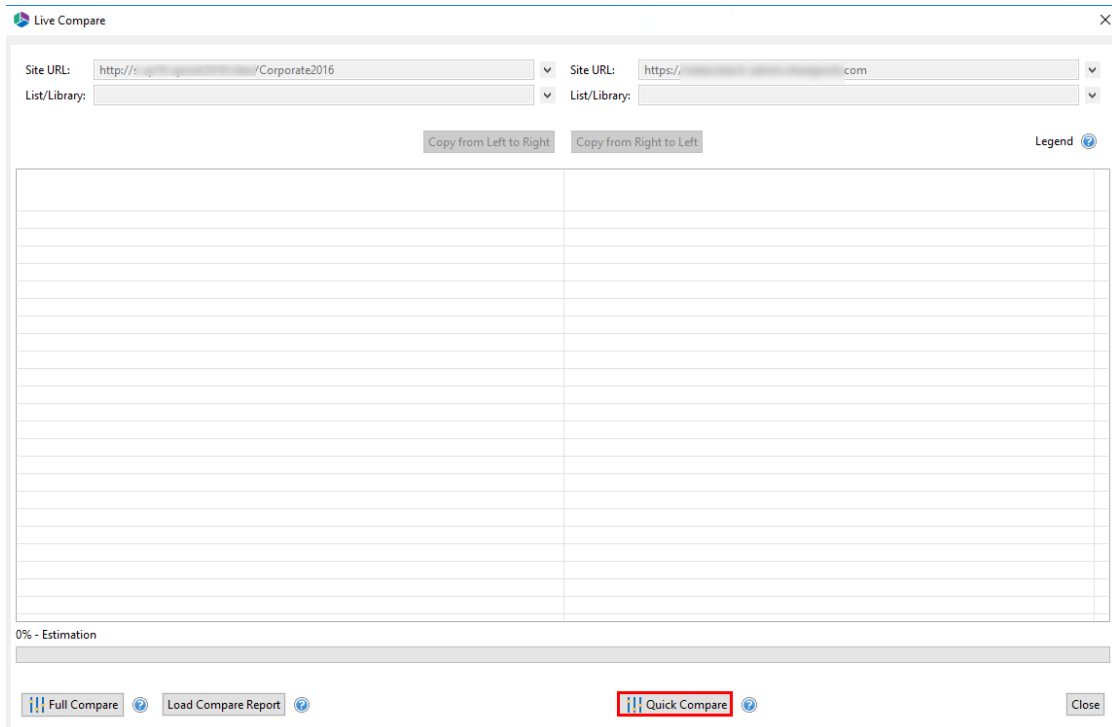 Live Compare
Site URL: http:// /Corporate2016 Site URL: https:/ com
List/Library: List/Library:
Copy from Left to Right Copy from Right to Left Legend
0% - Estimation
Full Compare Load Compare Report Quick Compare Close